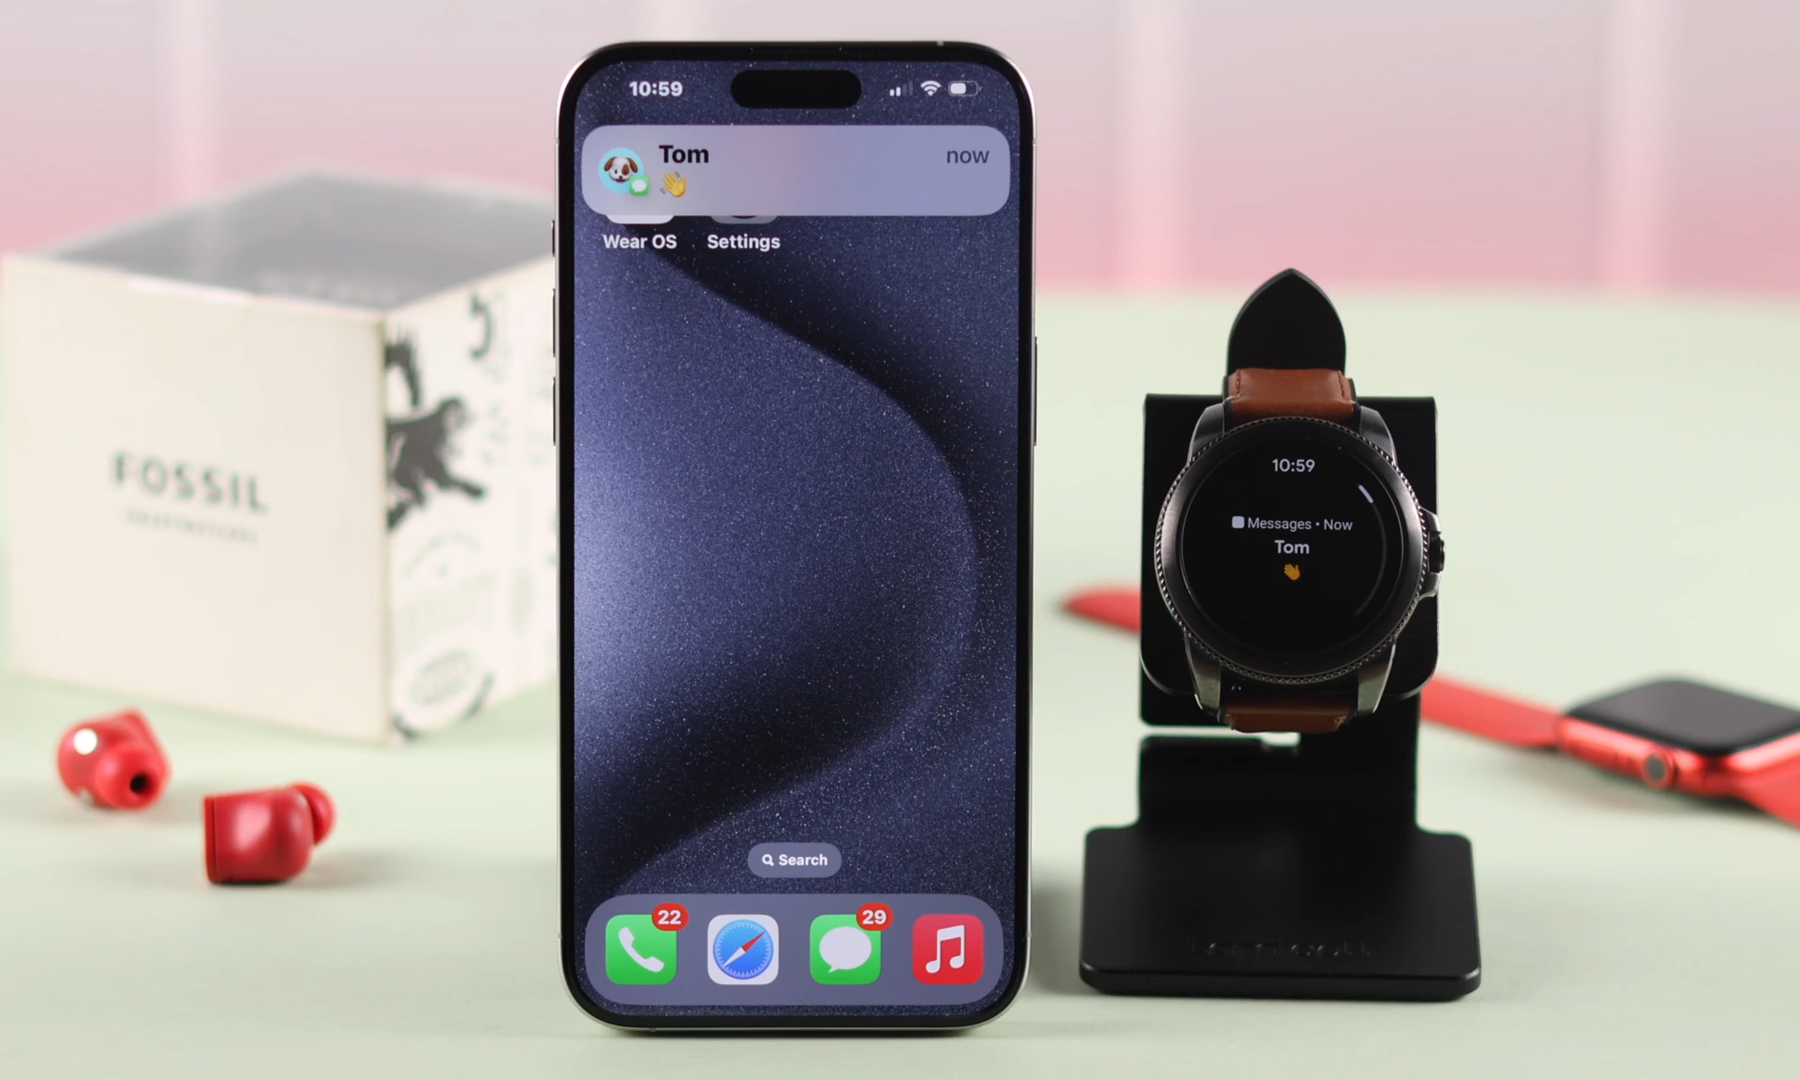 FOSSIL
10:59
Tom
now
👋
Wear OS
Settings
Search
22
29
10:59
Messages • Now
Tom
👋